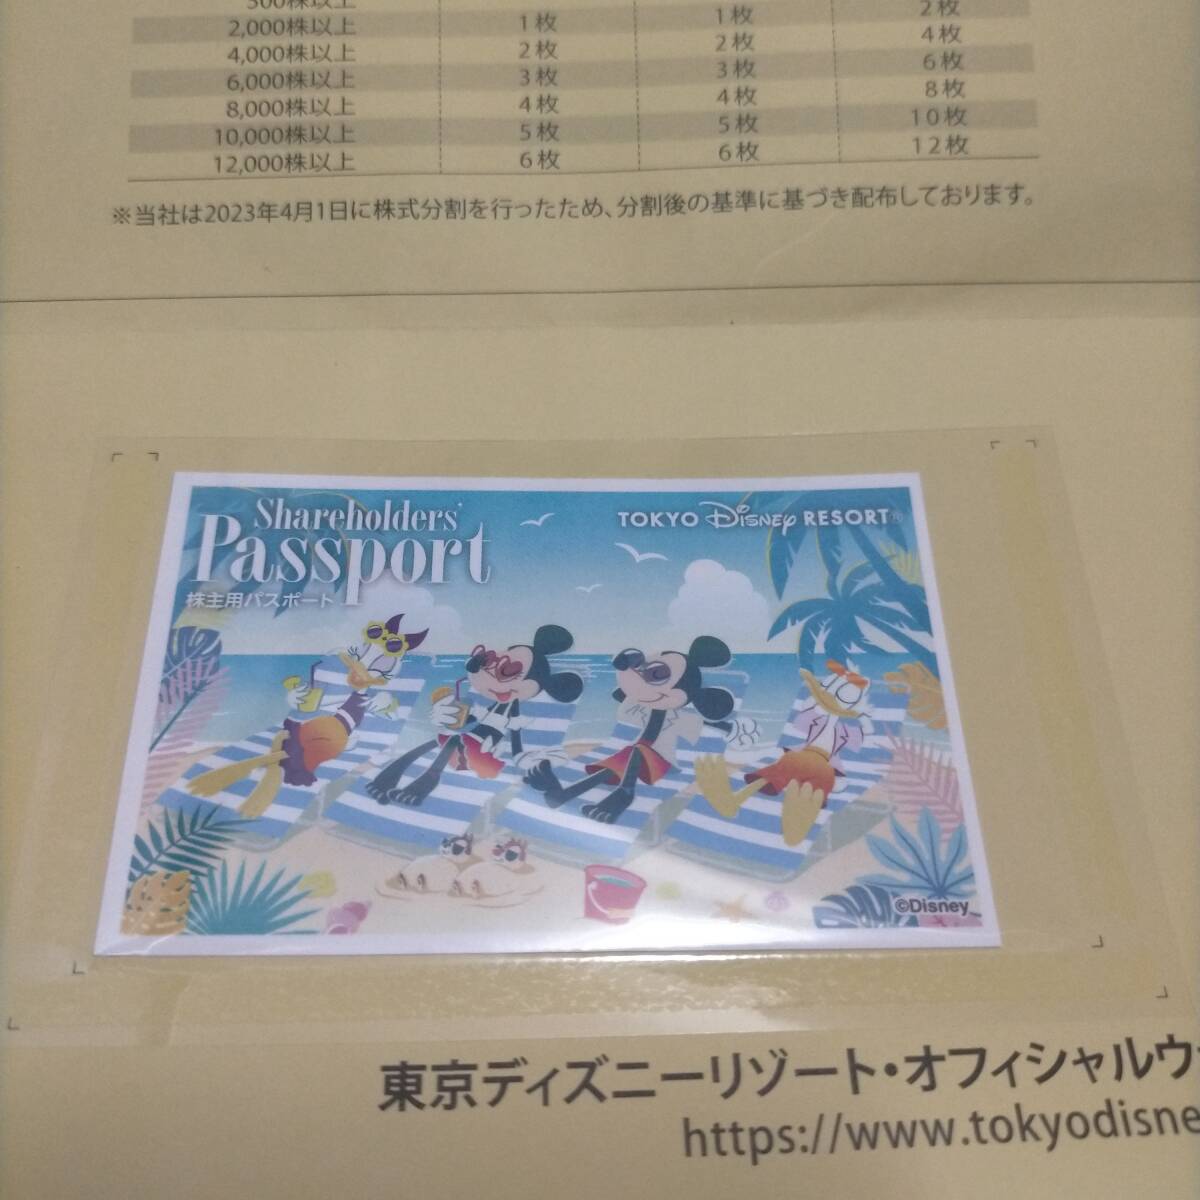 500株以上 2枚
2,000株以上 1枚 1枚 4枚
4,000株以上 2枚 2枚 6枚
6,000株以上 3枚 3枚 8枚
8,000株以上 4枚 4枚 10枚
10,000株以上 5枚 5枚 12枚
12,000株以上 6枚 6枚
※当社は2023年4月1日に株式分割を行ったため、分割後の基準に基づき配布しております。
Shareholders'
Passport
株主用パスポート
TOKYO Disney RESORT®
©Disney
東京ディズニーリゾート・オフィシャルウ
https://www.tokyodisne